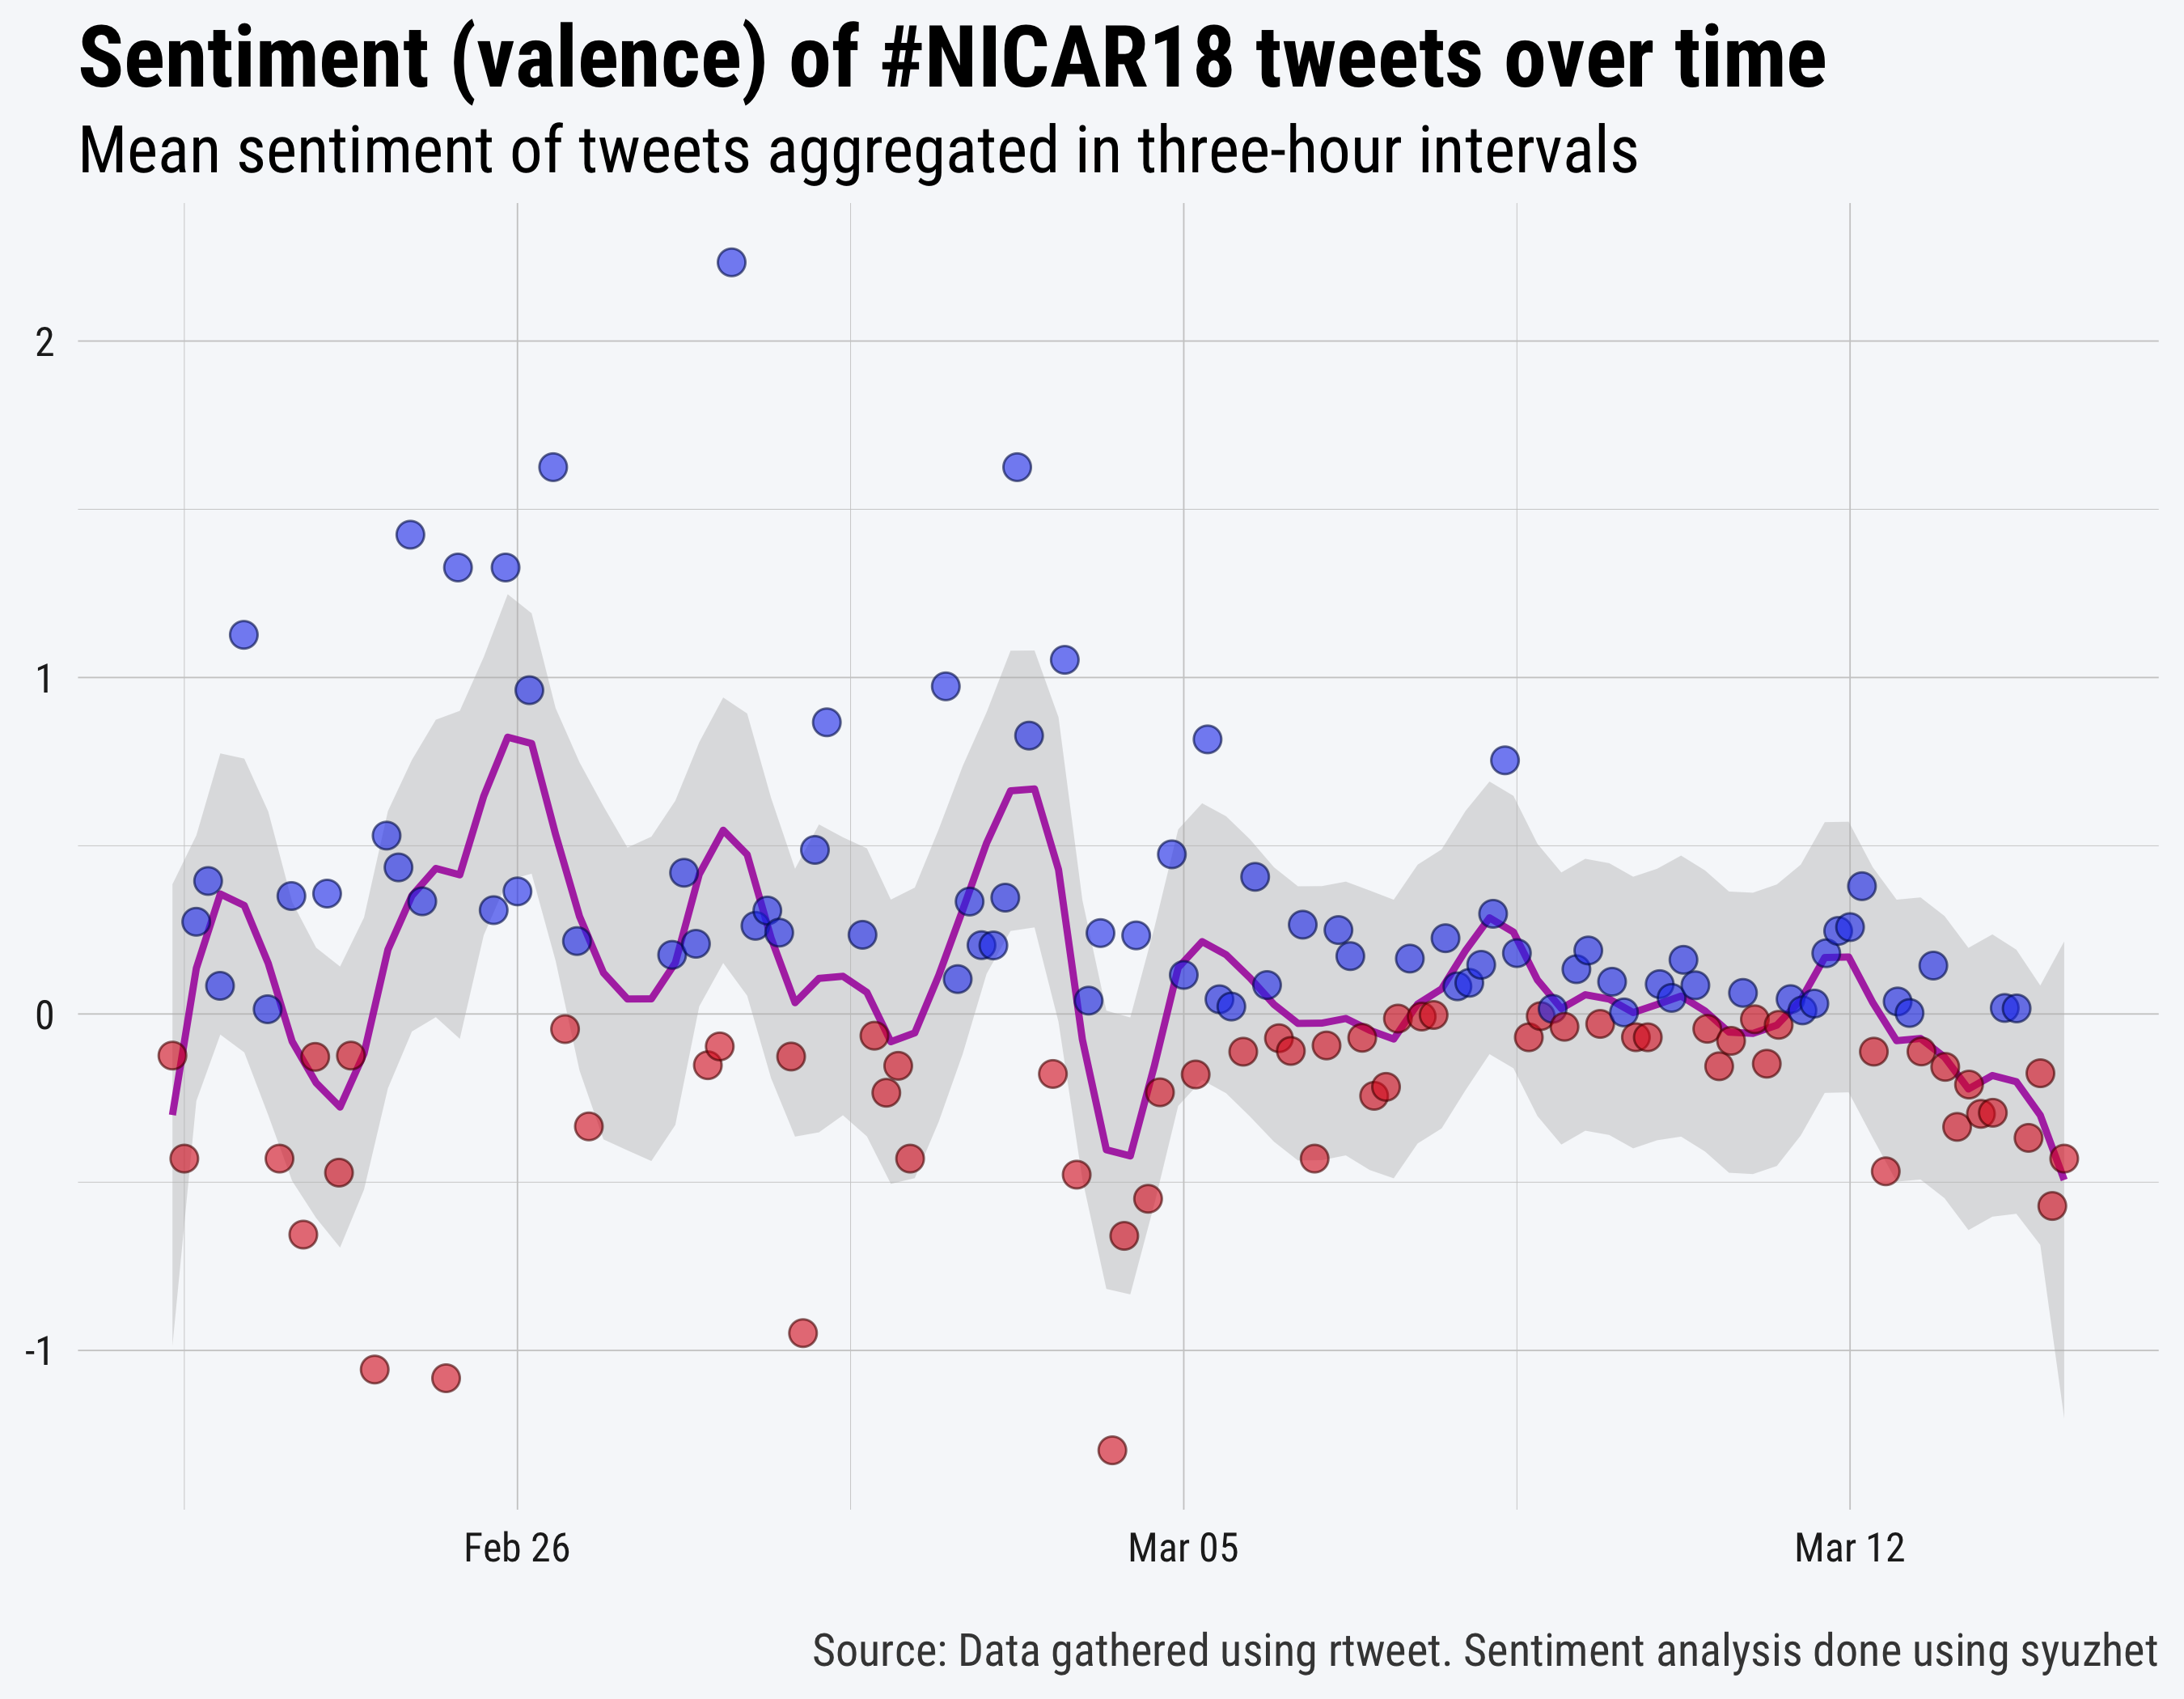 Sentiment (valence) of #NICAR18 tweets over time
Mean sentiment of tweets aggregated in three-hour intervals
2
1
0
-1
Feb 26 Mar 05 Mar 12
Source: Data gathered using rtweet. Sentiment analysis done using syuzhet